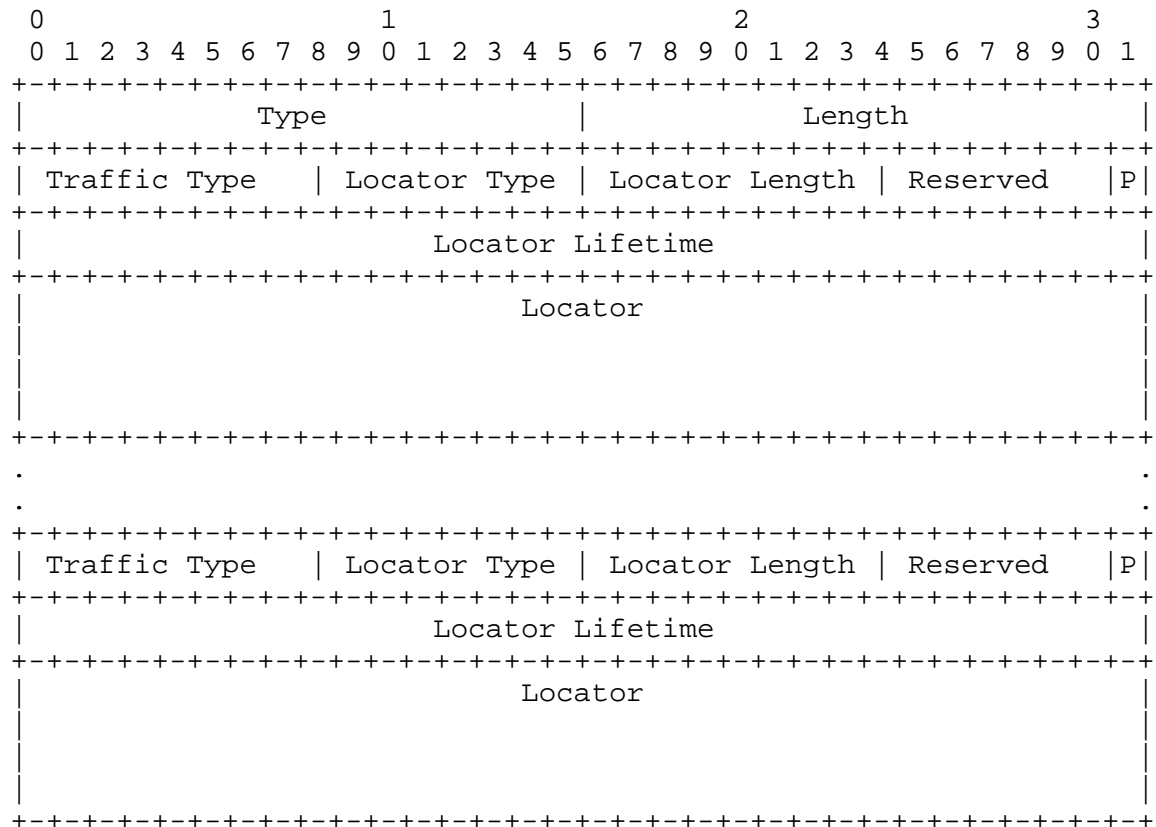 0                   1                   2                   3
 0 1 2 3 4 5 6 7 8 9 0 1 2 3 4 5 6 7 8 9 0 1 2 3 4 5 6 7 8 9 0 1
+-+-+-+-+-+-+-+-+-+-+-+-+-+-+-+-+-+-+-+-+-+-+-+-+-+-+-+-+-+-+-+-+
|             Type              |            Length             |
+-+-+-+-+-+-+-+-+-+-+-+-+-+-+-+-+-+-+-+-+-+-+-+-+-+-+-+-+-+-+-+-+
| Traffic Type   | Locator Type | Locator Length | Reserved   |P|
+-+-+-+-+-+-+-+-+-+-+-+-+-+-+-+-+-+-+-+-+-+-+-+-+-+-+-+-+-+-+-+-+
|                       Locator Lifetime                        |
+-+-+-+-+-+-+-+-+-+-+-+-+-+-+-+-+-+-+-+-+-+-+-+-+-+-+-+-+-+-+-+-+
|                            Locator                            |
|                                                               |
|                                                               |
|                                                               |
+-+-+-+-+-+-+-+-+-+-+-+-+-+-+-+-+-+-+-+-+-+-+-+-+-+-+-+-+-+-+-+-+
.                                                               .
.                                                               .
+-+-+-+-+-+-+-+-+-+-+-+-+-+-+-+-+-+-+-+-+-+-+-+-+-+-+-+-+-+-+-+-+
| Traffic Type   | Locator Type | Locator Length | Reserved   |P|
+-+-+-+-+-+-+-+-+-+-+-+-+-+-+-+-+-+-+-+-+-+-+-+-+-+-+-+-+-+-+-+-+
|                       Locator Lifetime                        |
+-+-+-+-+-+-+-+-+-+-+-+-+-+-+-+-+-+-+-+-+-+-+-+-+-+-+-+-+-+-+-+-+
|                            Locator                            |
|                                                               |
|                                                               |
|                                                               |
+-+-+-+-+-+-+-+-+-+-+-+-+-+-+-+-+-+-+-+-+-+-+-+-+-+-+-+-+-+-+-+-+